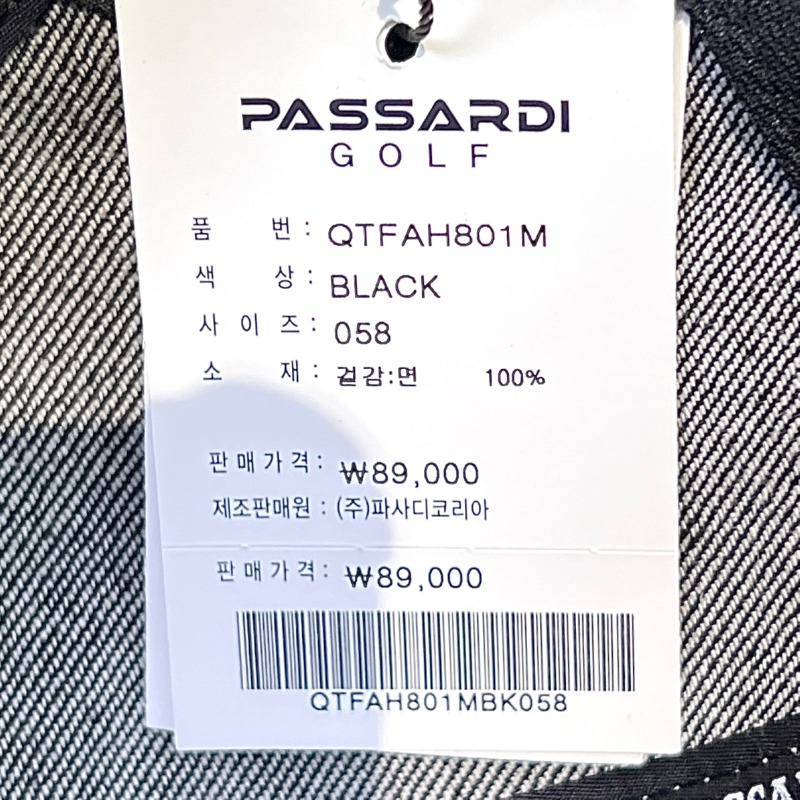 PASSARDI
GOLF
품 번 : QTFAH801M
색 상 : BLACK
사 이 즈 : 058
소 재 : 겉감:면 100%
판 매 가 격 : ₩89,000
제조판매원 : (주)파사디코리아
판 매 가 격 : ₩89,000
QTFAH801MBK058